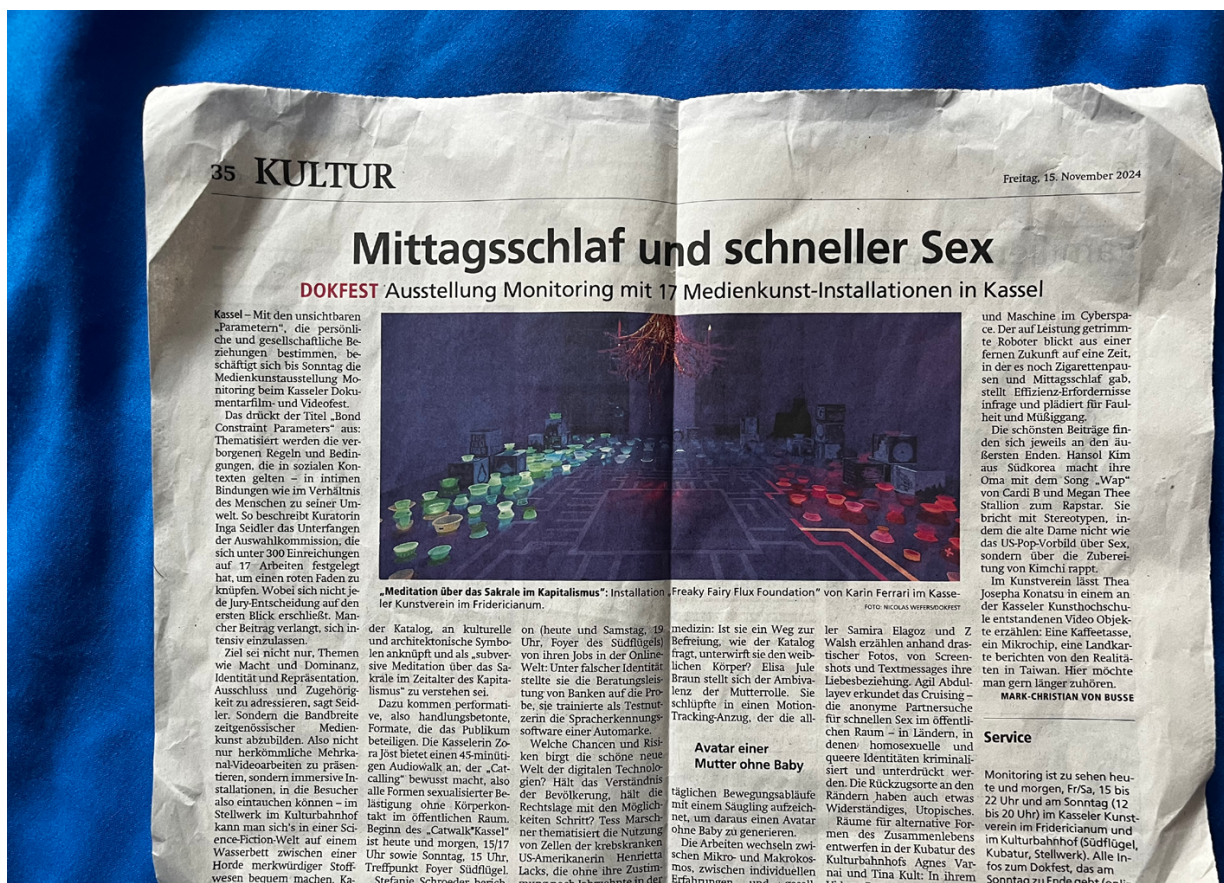 35 KULTUR
Freitag, 15. November 2024
Mittagsschlaf und schneller Sex
DOKFEST Ausstellung Monitoring mit 17 Medienkunst-Installationen in Kassel
Kassel – Mit den unsichtbaren
„Parametern“, die persönli-
che und gesellschaftliche Be-
ziehungen bestimmen, be-
schäftigt sich bis Sonntag die
Medienkunstausstellung Mo-
nitoring beim Kasseler Doku-
mentarfilm- und Videofest.
Das drückt der Titel „Bond
Constraint Parameters“ aus:
Thematisiert werden die ver-
borgenen Regeln und Bedin-
gungen, die in sozialen Kon-
texten gelten – in intimen
Bindungen wie im Verhältnis
des Menschen zu seiner Um-
welt. So beschreibt Kuratorin
Inga Seidler das Unterfangen
der Auswahlkommission, die
sich unter 300 Einreichungen
auf 17 Arbeiten festgelegt
hat, um einen roten Faden zu
knüpfen. Wobei sich nicht je-
de Jury-Entscheidung auf den
ersten Blick erschließt. Man-
cher Beitrag verlangt, sich in-
tensiv einzulassen.
Ziel sei nicht nur, Themen
wie Macht und Dominanz,
Identität und Repräsentation,
Ausschluss und Zugehörig-
keit zu adressieren, sagt Seid-
ler. Sondern die Bandbreite
zeitgenössischer Medien-
kunst abzubilden. Also nicht
nur herkömmliche Mehrka-
nal-Videoarbeiten zu präsen-
tieren, sondern immersive In-
stallationen, in die Besucher
also eintauchen können – im
Stellwerk im Kulturbahnhof
kann man sich's in einer Sci-
ence-Fiction-Welt auf einem
Wasserbett zwischen einer
Horde merkwürdiger Stoff-
wesen bequem machen. Ka-
„Meditation über das Sakrale im Kapitalismus“: Installation „Freaky Fairy Flux Foundation“ von Karin Ferrari im Kasse-
ler Kunstverein im Fridericianum.
FOTO: NICOLAS WEFERS/DOKFEST
der Katalog, an kulturelle
und architektonische Symbo-
len anknüpft und als „subver-
sive Meditation über das Sa-
krale im Zeitalter des Kapita-
lismus“ zu verstehen sei.
Dazu kommen performati-
ve, also handlungsbetonte,
Formate, die das Publikum
beteiligen. Die Kasselerin Zo-
ra Jöst bietet einen 45-minüti-
gen Audiowalk an, der „Cat-
calling“ bewusst macht, also
alle Formen sexualisierter Be-
lästigung ohne Körperkon-
takt im öffentlichen Raum.
Beginn des „Catwalk*Kassel“
ist heute und morgen, 15/17
Uhr sowie Sonntag, 15 Uhr,
Treffpunkt Foyer Südflügel.
Stefanie Schroeder berich-
on (heute und Samstag, 19
Uhr, Foyer des Südflügels)
von ihren Jobs in der Online-
Welt: Unter falscher Identität
stellte sie die Beratungsleis-
tung von Banken auf die Pro-
be, sie trainierte als Testnut-
zerin die Spracherkennungs-
software einer Automarke.
Welche Chancen und Risi-
ken birgt die schöne neue
Welt der digitalen Technolo-
gien? Hält das Verständnis
der Bevölkerung, hält die
Rechtslage mit den Möglich-
keiten Schritt? Tess Marsch-
ner thematisiert die Nutzung
von Zellen der krebskranken
US-Amerikanerin Henrietta
Lacks, die ohne ihre Zustim-
mung noch Jahrzehnte in der
medizin: Ist sie ein Weg zur
Befreiung, wie der Katalog
fragt, unterwirft sie den weib-
lichen Körper? Elisa Jule
Braun stellt sich der Ambiva-
lenz der Mutterrolle. Sie
schlüpfte in einen Motion-
Tracking-Anzug, der die all-
Avatar einer
Mutter ohne Baby
täglichen Bewegungsabläufe
mit einem Säugling aufzeich-
net, um daraus einen Avatar
ohne Baby zu generieren.
Die Arbeiten wechseln zwi-
schen Mikro- und Makrokos-
mos, zwischen individuellen
Erfahrungen und gesell-
ler Samira Elagoz und Z
Walsh erzählen anhand dras-
tischer Fotos, von Screen-
shots und Textmessages ihre
Liebesbeziehung. Agil Abdul-
layev erkundet das Cruising –
die anonyme Partnersuche
für schnellen Sex im öffentli-
chen Raum – in Ländern, in
denen homosexuelle und
queere Identitäten kriminali-
siert und unterdrückt wer-
den. Die Rückzugsorte an den
Rändern haben auch etwas
Widerständiges, Utopisches.
Räume für alternative For-
men des Zusammenlebens
entwerfen in der Kubatur des
Kulturbahnhofs Agnes Var-
nai und Tina Kult: In ihrem
und Maschine im Cyberspa-
ce. Der auf Leistung getrimm-
te Roboter blickt aus einer
fernen Zukunft auf eine Zeit,
in der es noch Zigarettenpau-
sen und Mittagsschlaf gab,
stellt Effizienz-Erfordernisse
infrage und plädiert für Faul-
heit und Müßiggang.
Die schönsten Beiträge fin-
den sich jeweils an den äu-
ßersten Enden. Hansol Kim
aus Südkorea macht ihre
Oma mit dem Song „Wap“
von Cardi B und Megan Thee
Stallion zum Rapstar. Sie
bricht mit Stereotypen, in-
dem die alte Dame nicht wie
das US-Pop-Vorbild über Sex,
sondern über die Zuberei-
tung von Kimchi rappt.
Im Kunstverein lässt Thea
Josepha Konatsu in einem an
der Kasseler Kunsthochschu-
le entstandenen Video Objek-
te erzählen: Eine Kaffeetasse,
ein Mikrochip, eine Landkar-
te berichten von den Realitä-
ten in Taiwan. Hier möchte
man gern länger zuhören.
MARK-CHRISTIAN VON BUSSE
Service
Monitoring ist zu sehen heu-
te und morgen, Fr/Sa, 15 bis
22 Uhr und am Sonntag (12
bis 20 Uhr) im Kasseler Kunst-
verein im Fridericianum und
im Kulturbahnhof (Südflügel,
Kubatur, Stellwerk). Alle In-
fos zum Dokfest, das am
Sonntag zu Ende geht